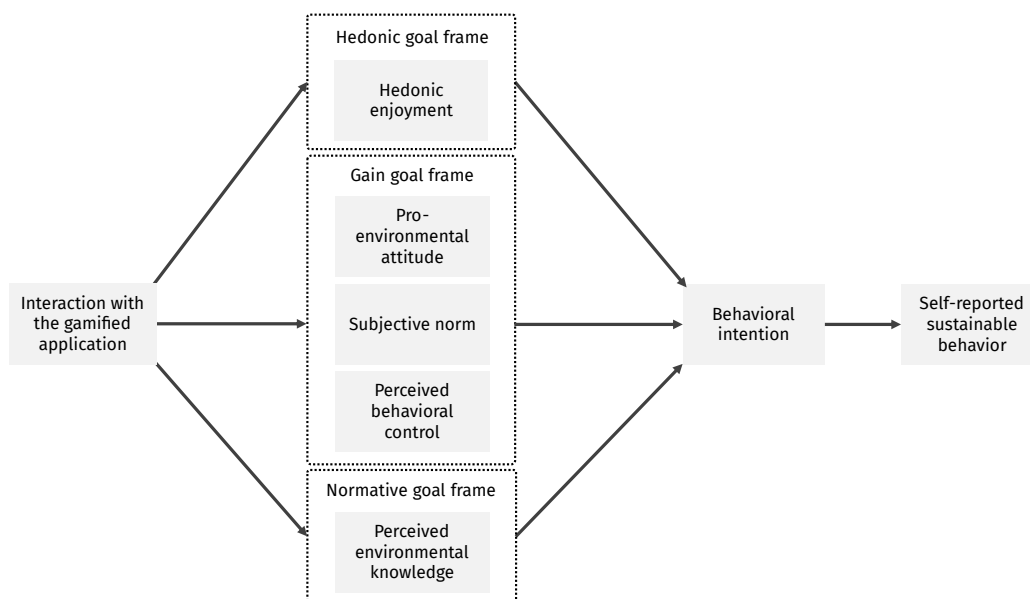 Hedonic goal frame
Hedonic
enjoyment
Gain goal frame
Pro-
environmental
attitude
Interaction with
the gamified
application
Subjective norm
Behavioral
intention
Self-reported
sustainable
behavior
Perceived
behavioral
control
Normative goal frame
Perceived
environmental
knowledge